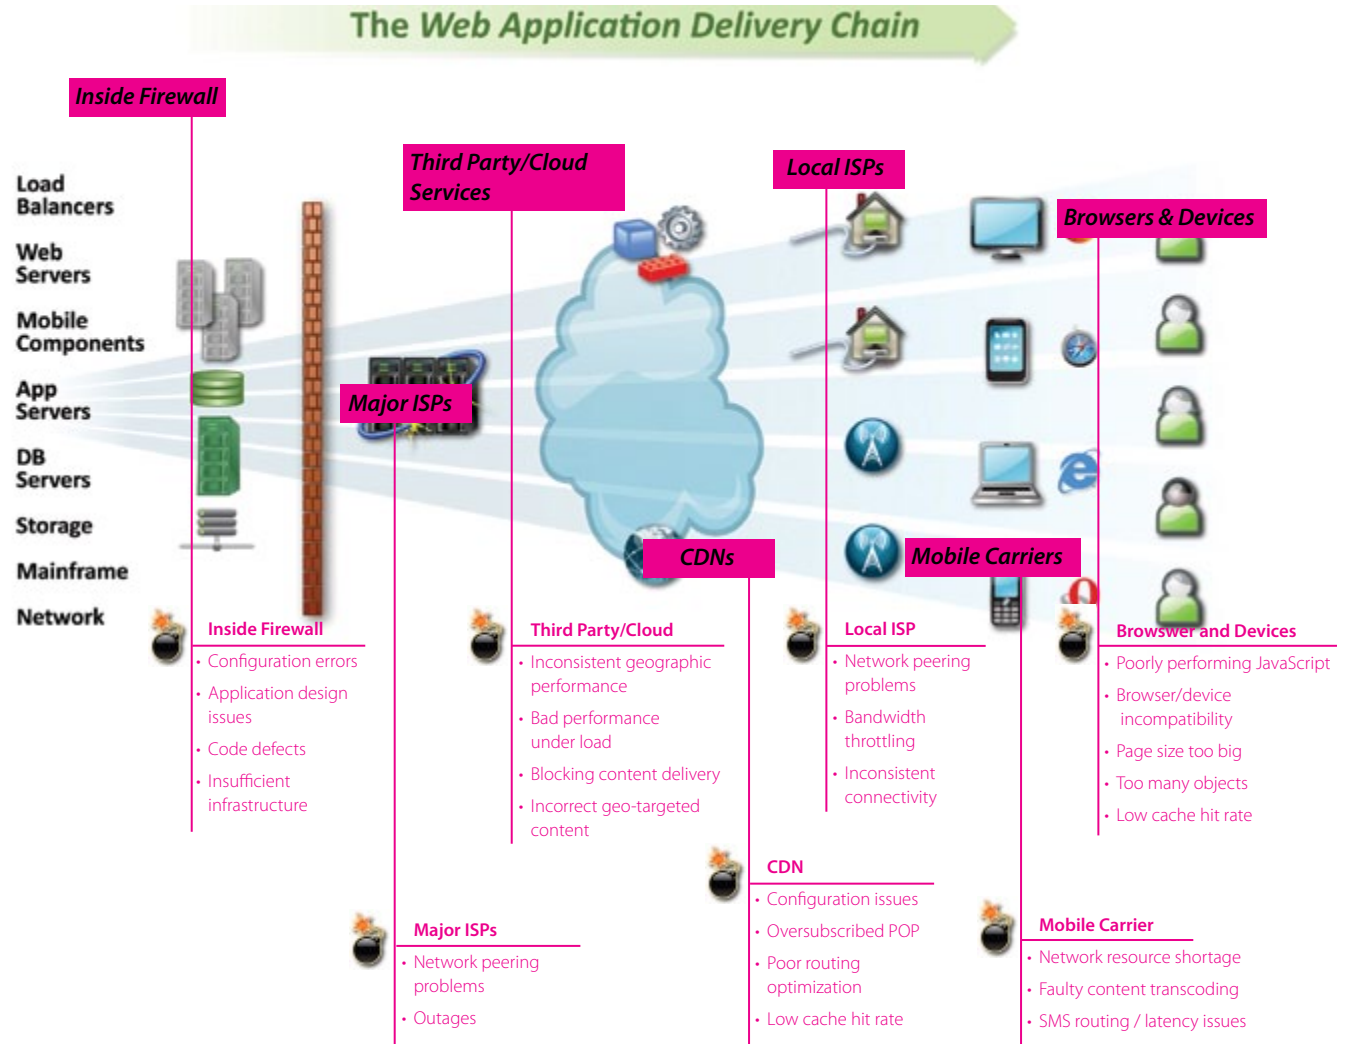 The Web Application Delivery Chain
Inside Firewall
Third Party/Cloud
Services
Local ISPs
Browsers & Devices
Major ISPs
CDNs
Mobile Carriers
Load
Balancers
Web
Servers
Mobile
Components
App
Servers
DB
Servers
Storage
Mainframe
Network
Inside Firewall
• Configuration errors
• Application design
issues
• Code defects
• Insufficient
infrastructure
Third Party/Cloud
• Inconsistent geographic
performance
• Bad performance
under load
• Blocking content delivery
• Incorrect geo-targeted
content
Local ISP
• Network peering
problems
• Bandwidth
throttling
• Inconsistent
connectivity
Browswer and Devices
• Poorly performing JavaScript
• Browser/device
incompatibility
• Page size too big
• Too many objects
• Low cache hit rate
Major ISPs
• Network peering
problems
• Outages
CDN
• Configuration issues
• Oversubscribed POP
• Poor routing
optimization
• Low cache hit rate
Mobile Carrier
• Network resource shortage
• Faulty content transcoding
• SMS routing / latency issues